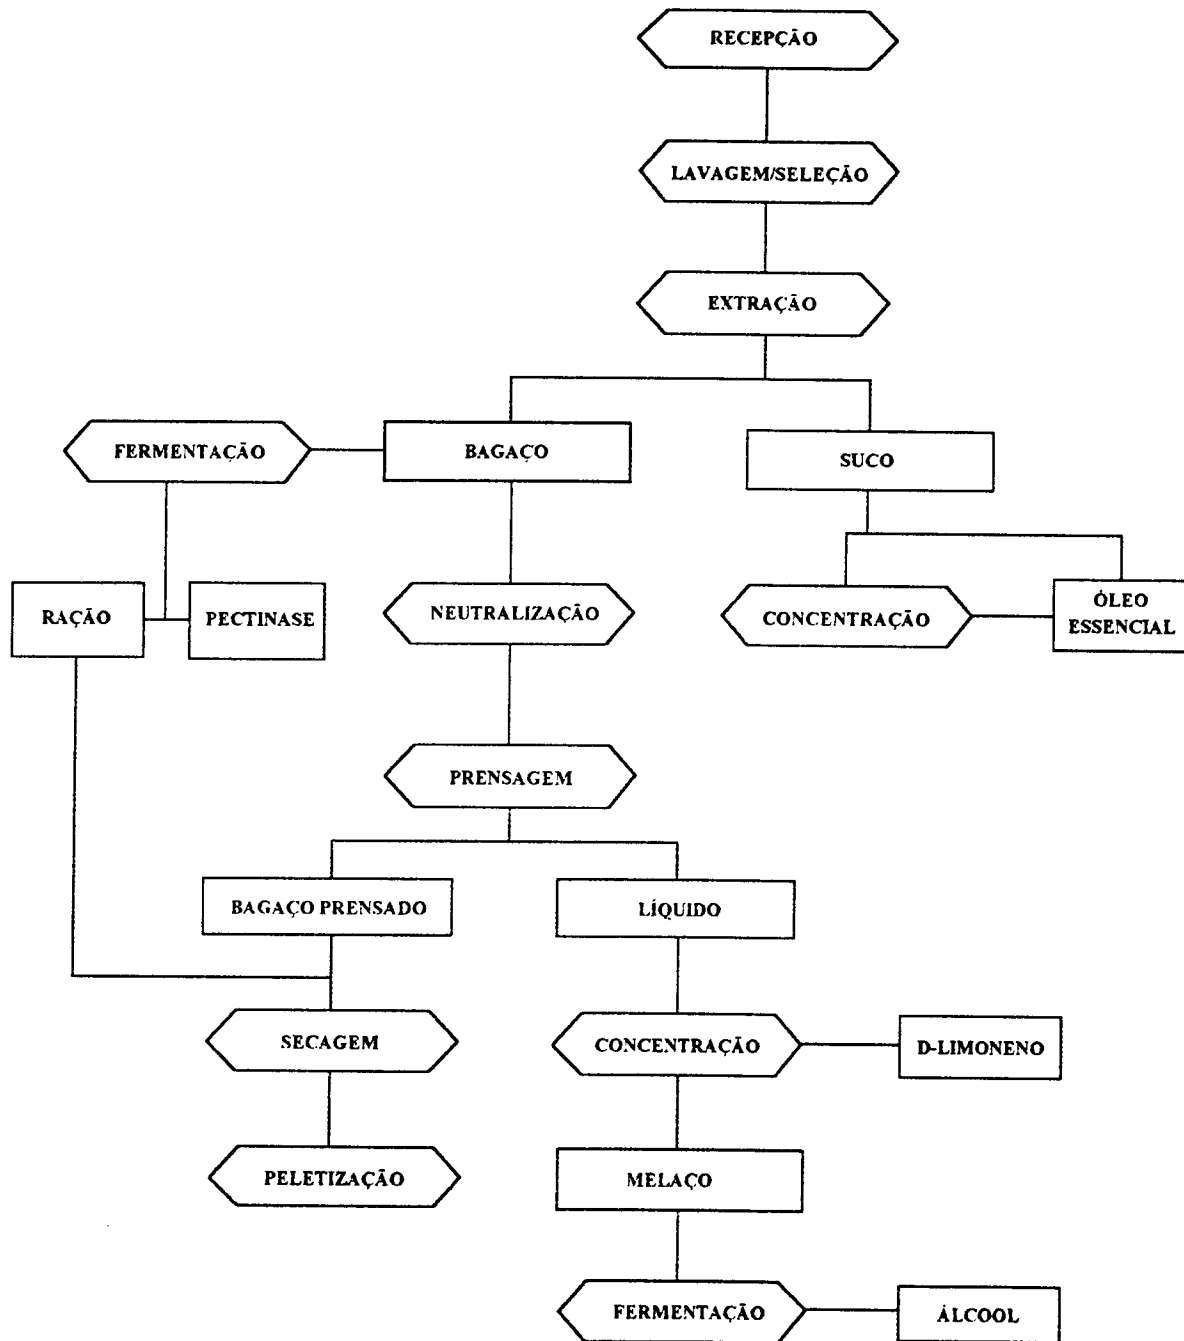 RECEPÇÃO
LAVAGEM/SELEÇÃO
EXTRAÇÃO
FERMENTAÇÃO
BAGAÇO
SUCO
RAÇÃO
PECTINASE
NEUTRALIZAÇÃO
CONCENTRAÇÃO
ÓLEO
ESSENCIAL
PRENSAGEM
BAGAÇO PRENSADO
LÍQUIDO
SECAGEM
CONCENTRAÇÃO
D-LIMONENO
PELETIZAÇÃO
MELAÇO
FERMENTAÇÃO
ÁLCOOL